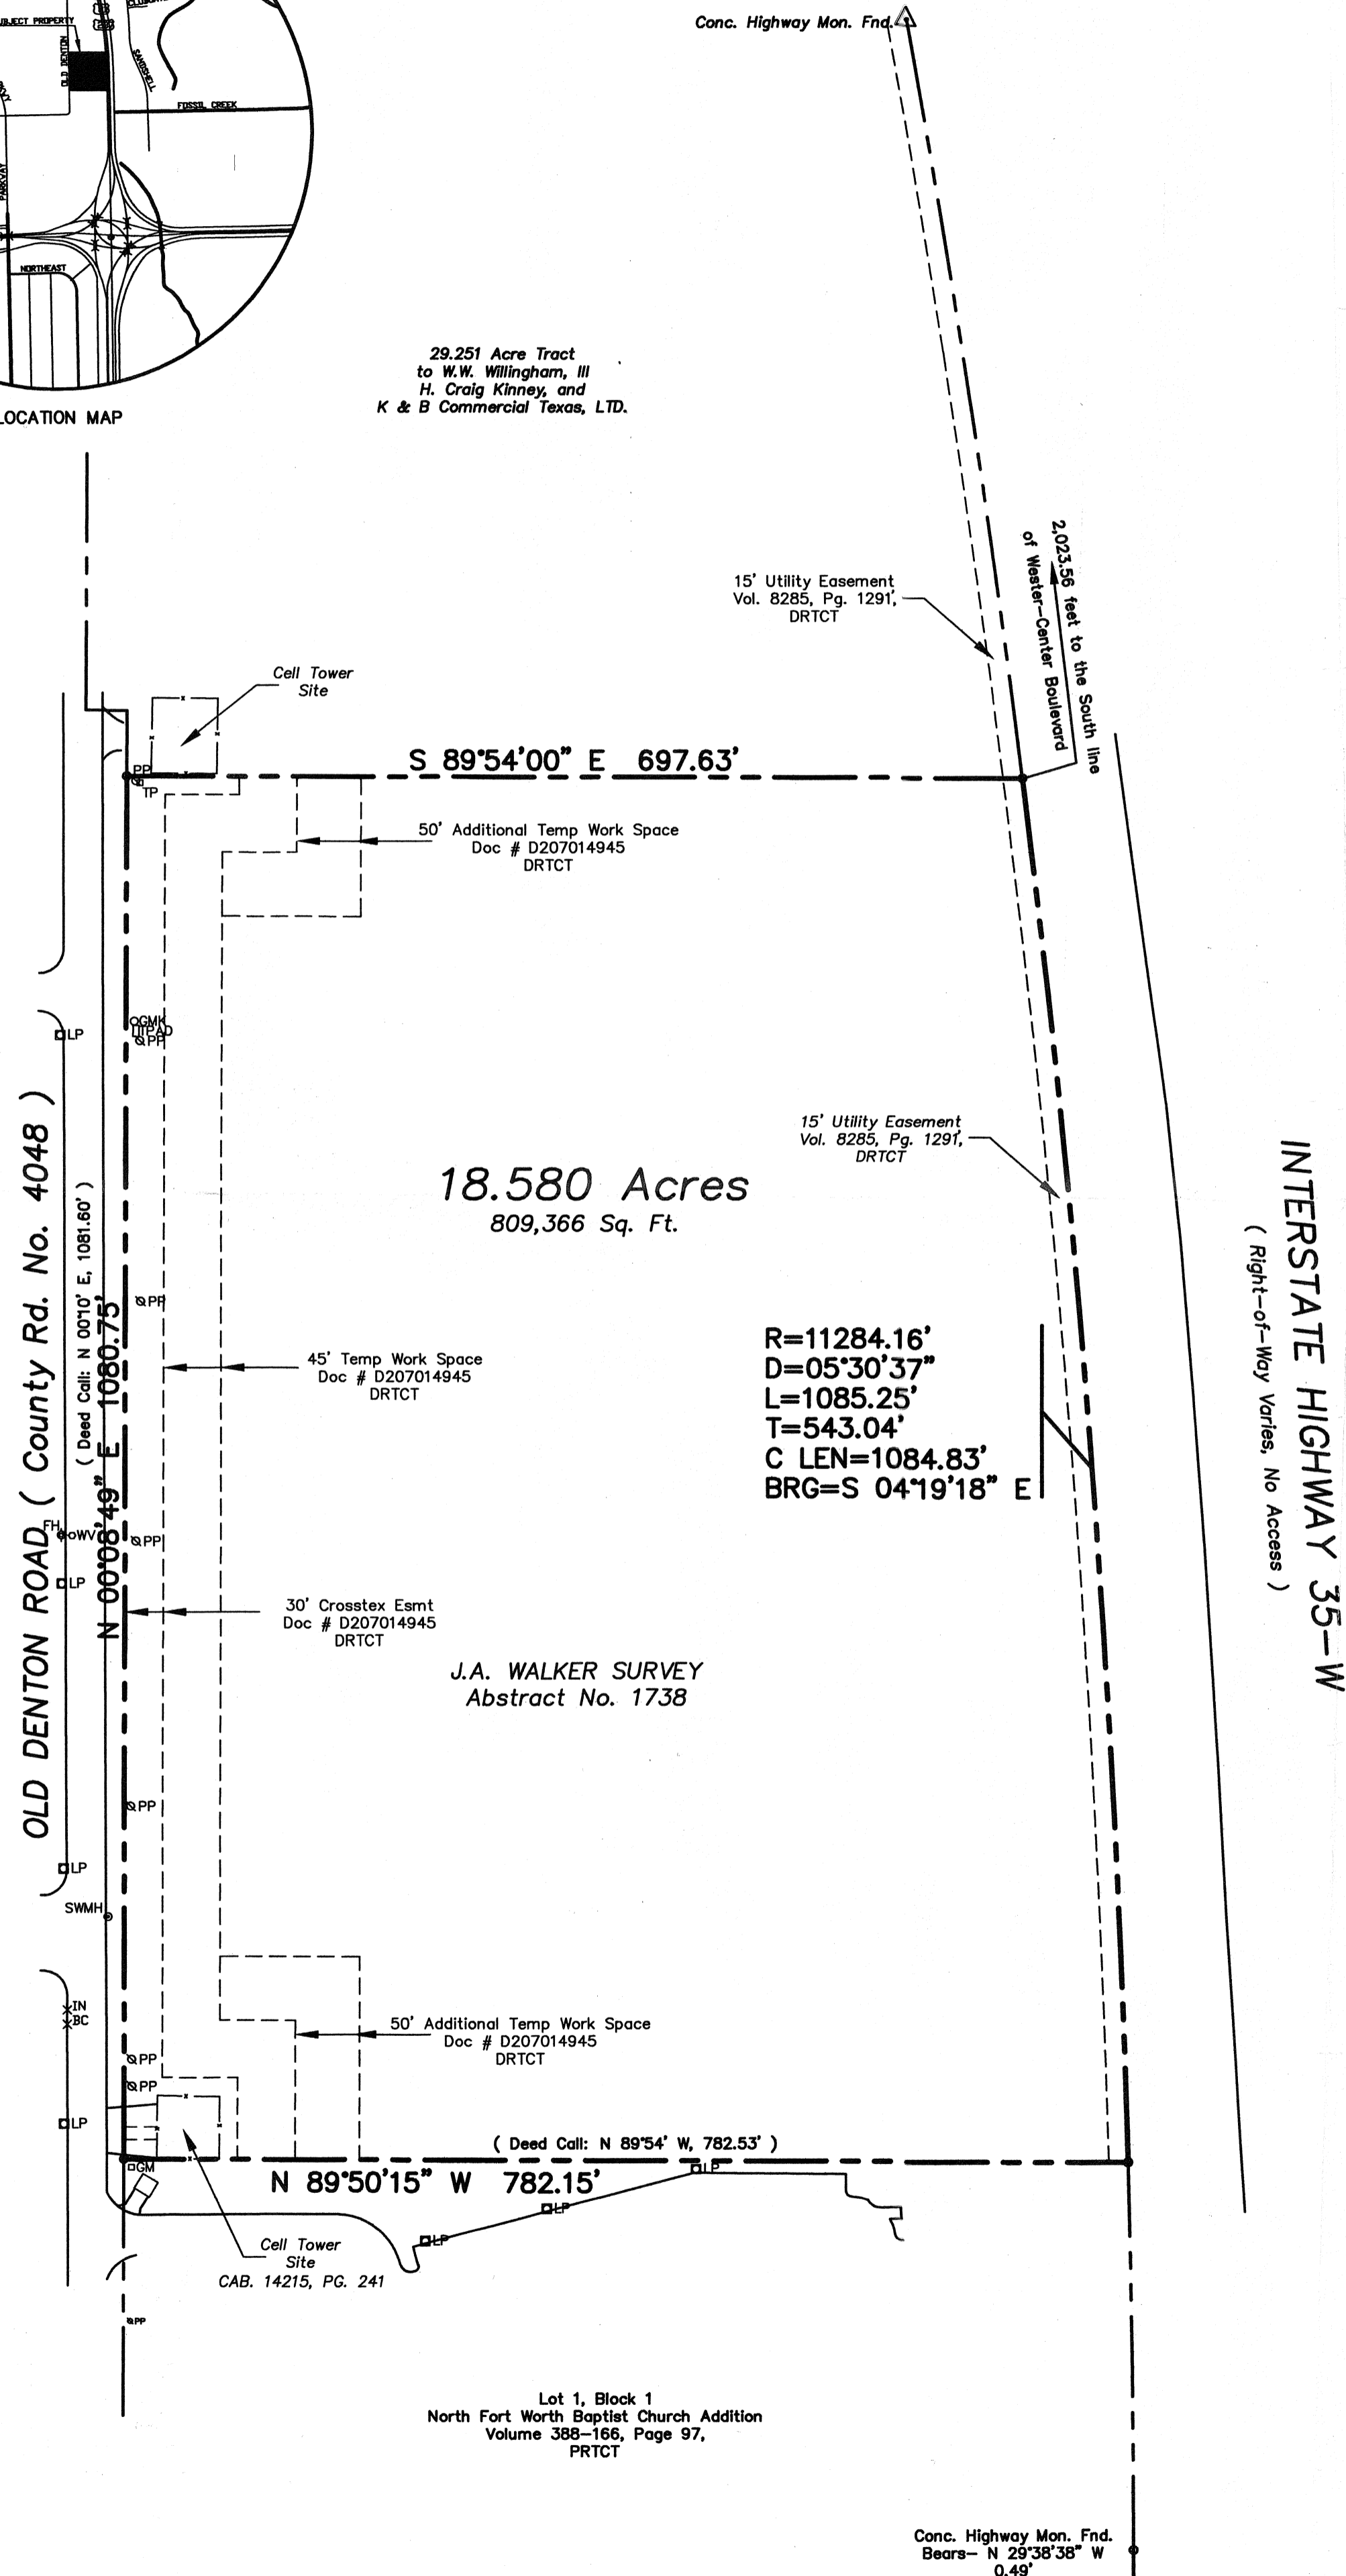 SUBJECT PROPERTY
OLD DENTON
SANDSHELL
FOSSIL CREEK
PARKWAY
NORTHEAST
LOCATION MAP
Conc. Highway Mon. Fnd.
29.251 Acre Tract
to W.W. Willingham, III
H. Craig Kinney, and
K & B Commercial Texas, LTD.
15' Utility Easement
Vol. 8285, Pg. 1291',
DRTCT
2,023.56 feet to the South line
of Wester-Center Boulevard
Cell Tower
Site
S 89°54'00" E 697.63'
PP
TP
50' Additional Temp Work Space
Doc # D207014945
DRTCT
GMK
TPAD
PP
LP
15' Utility Easement
Vol. 8285, Pg. 1291',
DRTCT
18.580 Acres
809,366 Sq. Ft.
OLD DENTON ROAD ( County Rd. No. 4048 )
( Deed Call: N 00°10' E, 1081.60' )
N 00°08'49" E 1080.75'
PP
INTERSTATE HIGHWAY 35-W
( Right-of-Way Varies, No Access )
R=11284.16'
D=05°30'37"
L=1085.25'
T=543.04'
C LEN=1084.83'
BRG=S 04°19'18" E
45' Temp Work Space
Doc # D207014945
DRTCT
FH
WV
PP
LP
30' Crosstex Esmt
Doc # D207014945
DRTCT
J.A. WALKER SURVEY
Abstract No. 1738
PP
LP
SWMH
IN
BC
50' Additional Temp Work Space
Doc # D207014945
DRTCT
PP
PP
LP
( Deed Call: N 89°54' W, 782.53' )
GM
N 89°50'15" W 782.15'
LP
LP
LP
Cell Tower
Site
CAB. 14215, PG. 241
PP
Lot 1, Block 1
North Fort Worth Baptist Church Addition
Volume 388-166, Page 97,
PRTCT
Conc. Highway Mon. Fnd.
Bears- N 29°38'38" W
0.49'